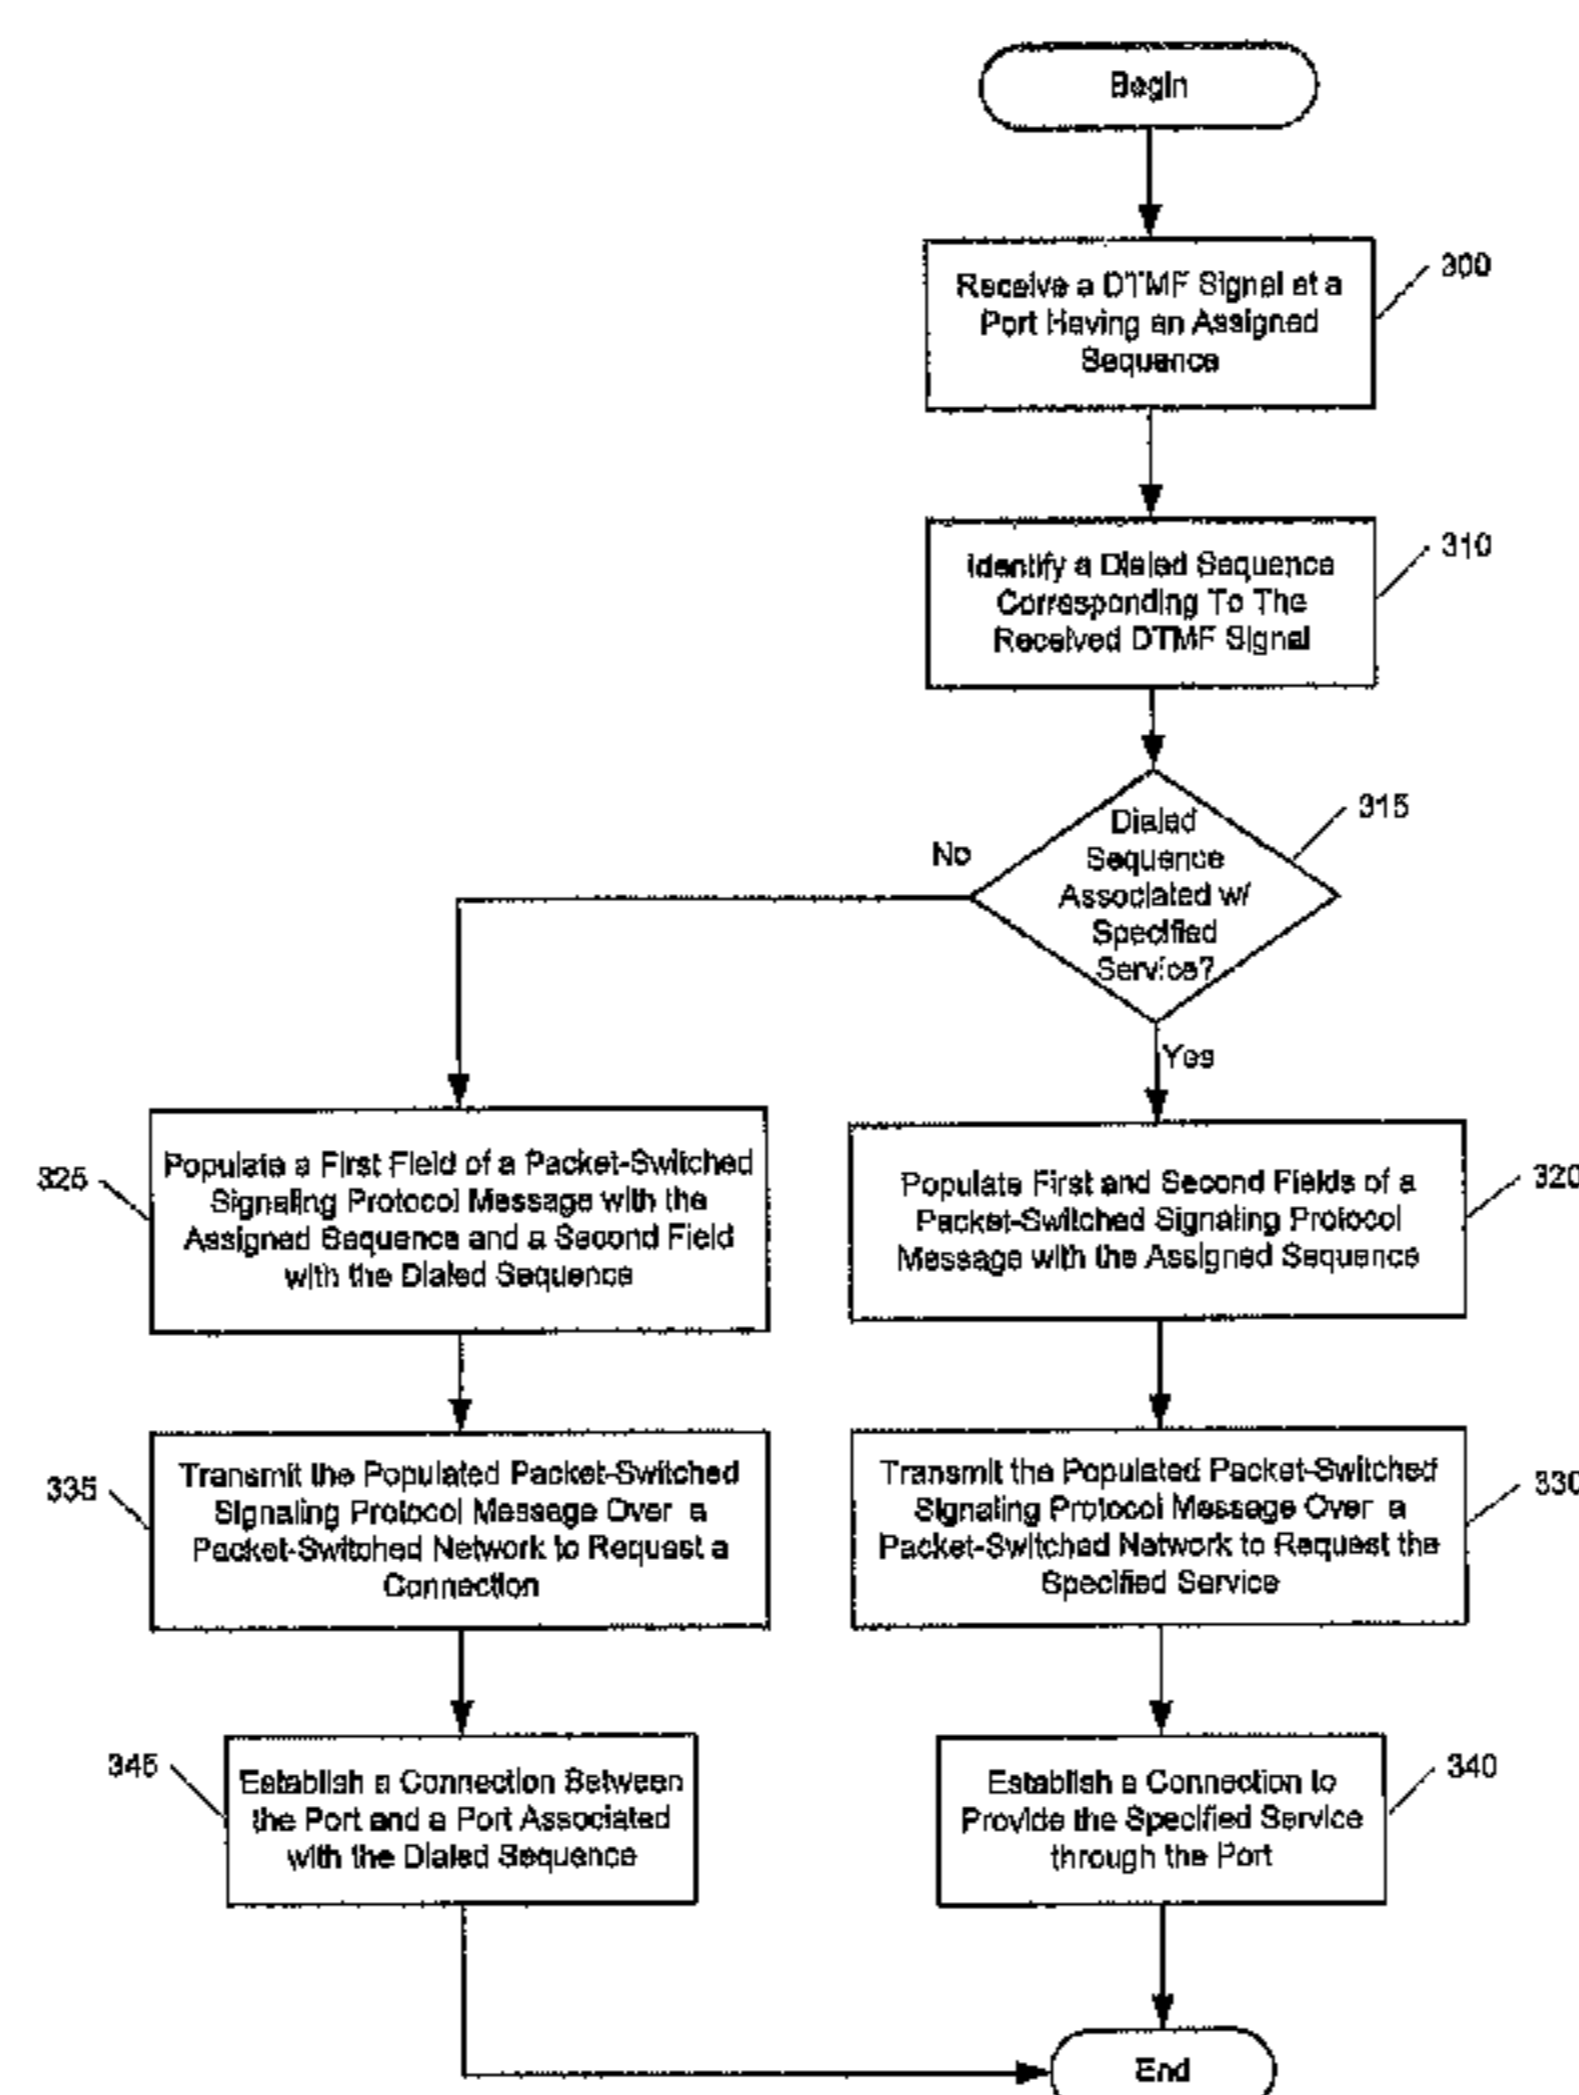 Begin
Receive a DTMF Signal at a
Port Having an Assigned
Sequence
300
Identify a Dialed Sequence
Corresponding To The
Received DTMF Signal
310
Dialed
Sequence
Associated w/
Specified
Service?
315
No
Yes
325
Populate a First Field of a Packet-Switched
Signaling Protocol Message with the
Assigned Sequence and a Second Field
with the Dialed Sequence
Populate First and Second Fields of a
Packet-Switched Signaling Protocol
Message with the Assigned Sequence
320
335
Transmit the Populated Packet-Switched
Signaling Protocol Message Over a
Packet-Switched Network to Request a
Connection
Transmit the Populated Packet-Switched
Signaling Protocol Message Over a
Packet-Switched Network to Request the
Specified Service
330
345
Establish a Connection Between
the Port and a Port Associated
with the Dialed Sequence
Establish a Connection to
Provide the Specified Service
through the Port
340
End